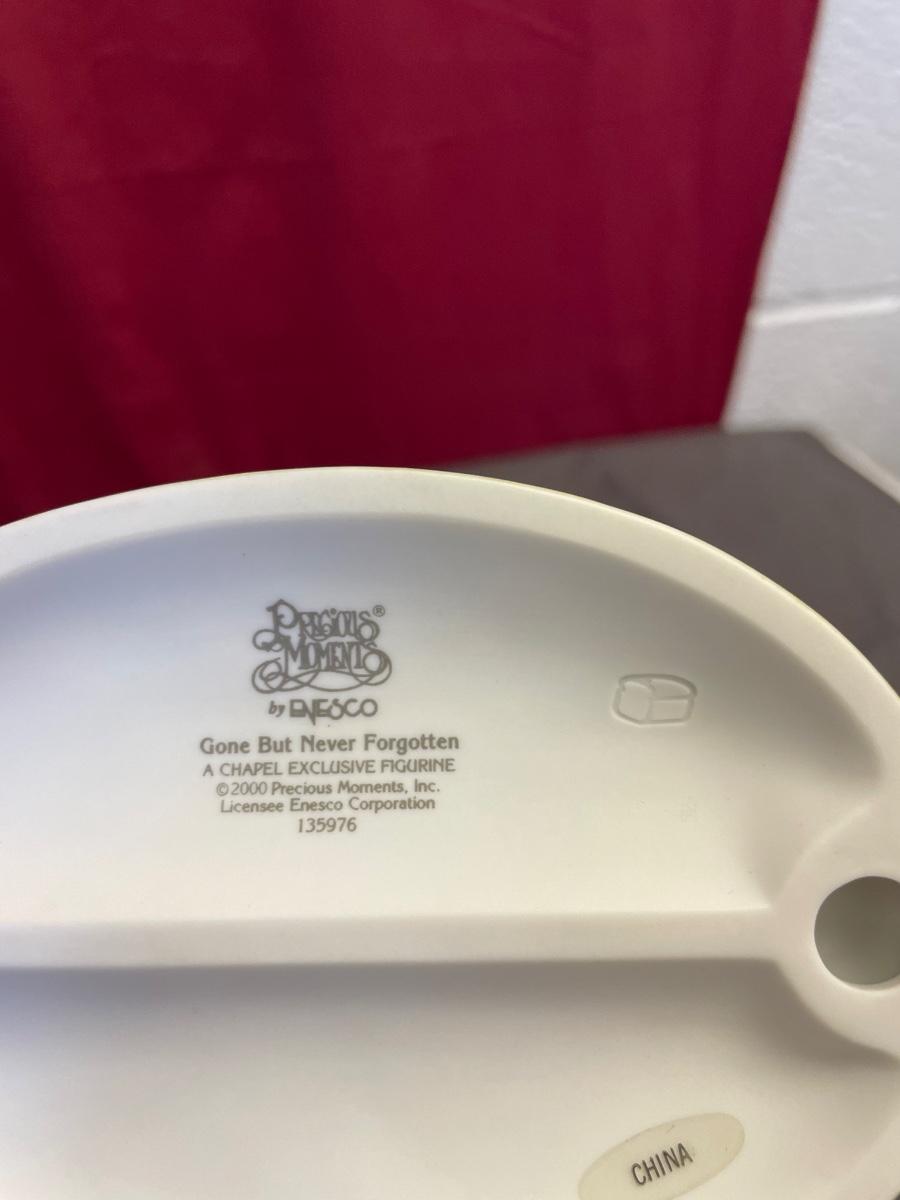 PRECIOUS ®
MOMENTS
by ENESCO
Gone But Never Forgotten
A CHAPEL EXCLUSIVE FIGURINE
©2000 Precious Moments, Inc.
Licensee Enesco Corporation
135976
CHINA